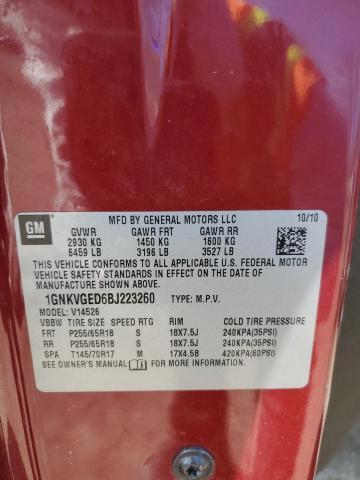 GM
MFD BY GENERAL MOTORS LLC 10/10
GVWR GAWR FRT GAWR RR
2930 KG 1450 KG 1600 KG
6459 LB 3196 LB 3527 LB
THIS VEHICLE CONFORMS TO ALL APPLICABLE U.S. FEDERAL MOTOR
VEHICLE SAFETY STANDARDS IN EFFECT ON THE DATE OF
MANUFACTURE SHOWN ABOVE.
1GNKVGED6BJ223260 TYPE: M.P.V.
MODEL: V14526
VBBW TIRE SIZE SPEED RTG RIM COLD TIRE PRESSURE
FRT P255/65R18 S 18X7.5J 240KPA(35PSI)
RR P255/65R18 S 18X7.5J 240KPA(35PSI)
SPA T145/70R17 M 17X4.5B 420KPA(60PSI)
SEE OWNER'S MANUAL FOR MORE INFORMATION